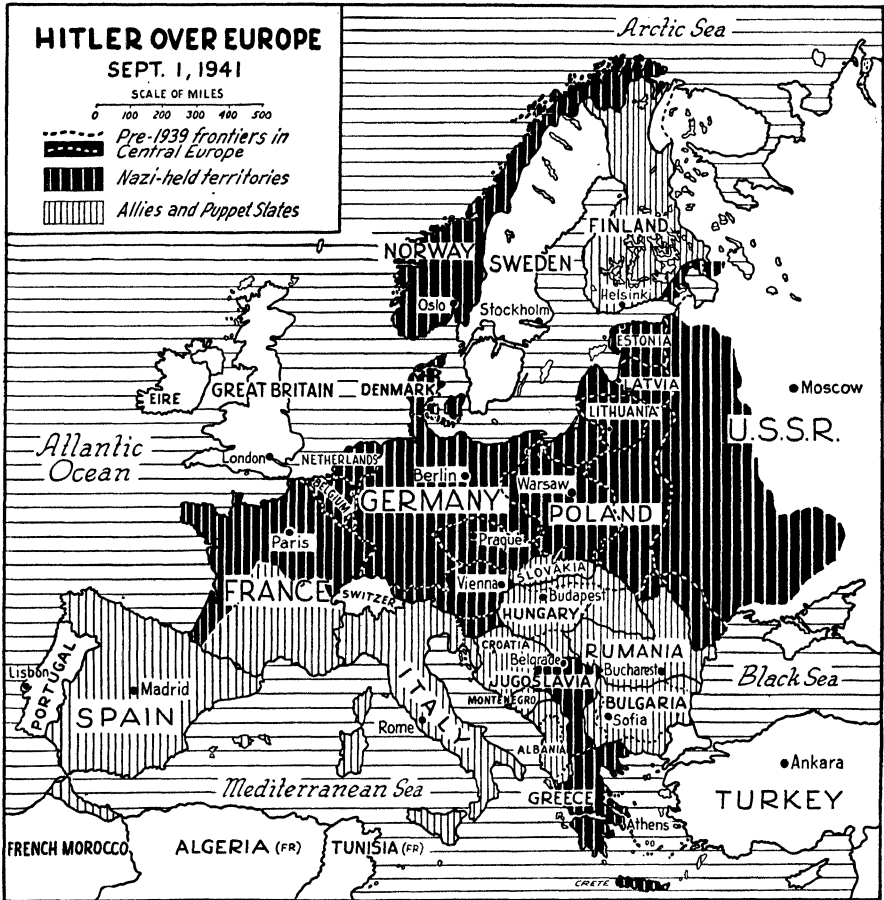 HITLER OVER EUROPE
SEPT. 1, 1941
SCALE OF MILES
0 100 200 300 400 500
Pre-1939 frontiers in
Central Europe
Nazi-held territories
Allies and Puppet States
Arctic Sea
NORWAY
SWEDEN
FINLAND
Oslo
Stockholm
Helsinki
ESTONIA
LATVIA
LITHUANIA
Moscow
U.S.S.R.
EIRE
GREAT BRITAIN
DENMARK
London
Atlantic
Ocean
NETHERLANDS
BELGIUM
Berlin
GERMANY
Warsaw
POLAND
Paris
Prague
FRANCE
SWITZER
Vienna
SLOVAKIA
Budapest
HUNGARY
CROATIA
Belgrade
JUGOSLAVIA
MONTENEGRO
RUMANIA
Bucharest
BULGARIA
Sofia
Black Sea
Lisbon
PORTUGAL
Madrid
SPAIN
ITALY
Rome
ALBANIA
GREECE
Athens
CRETE
Ankara
TURKEY
Mediterranean Sea
FRENCH MOROCCO
ALGERIA (FR)
TUNISIA (FR)